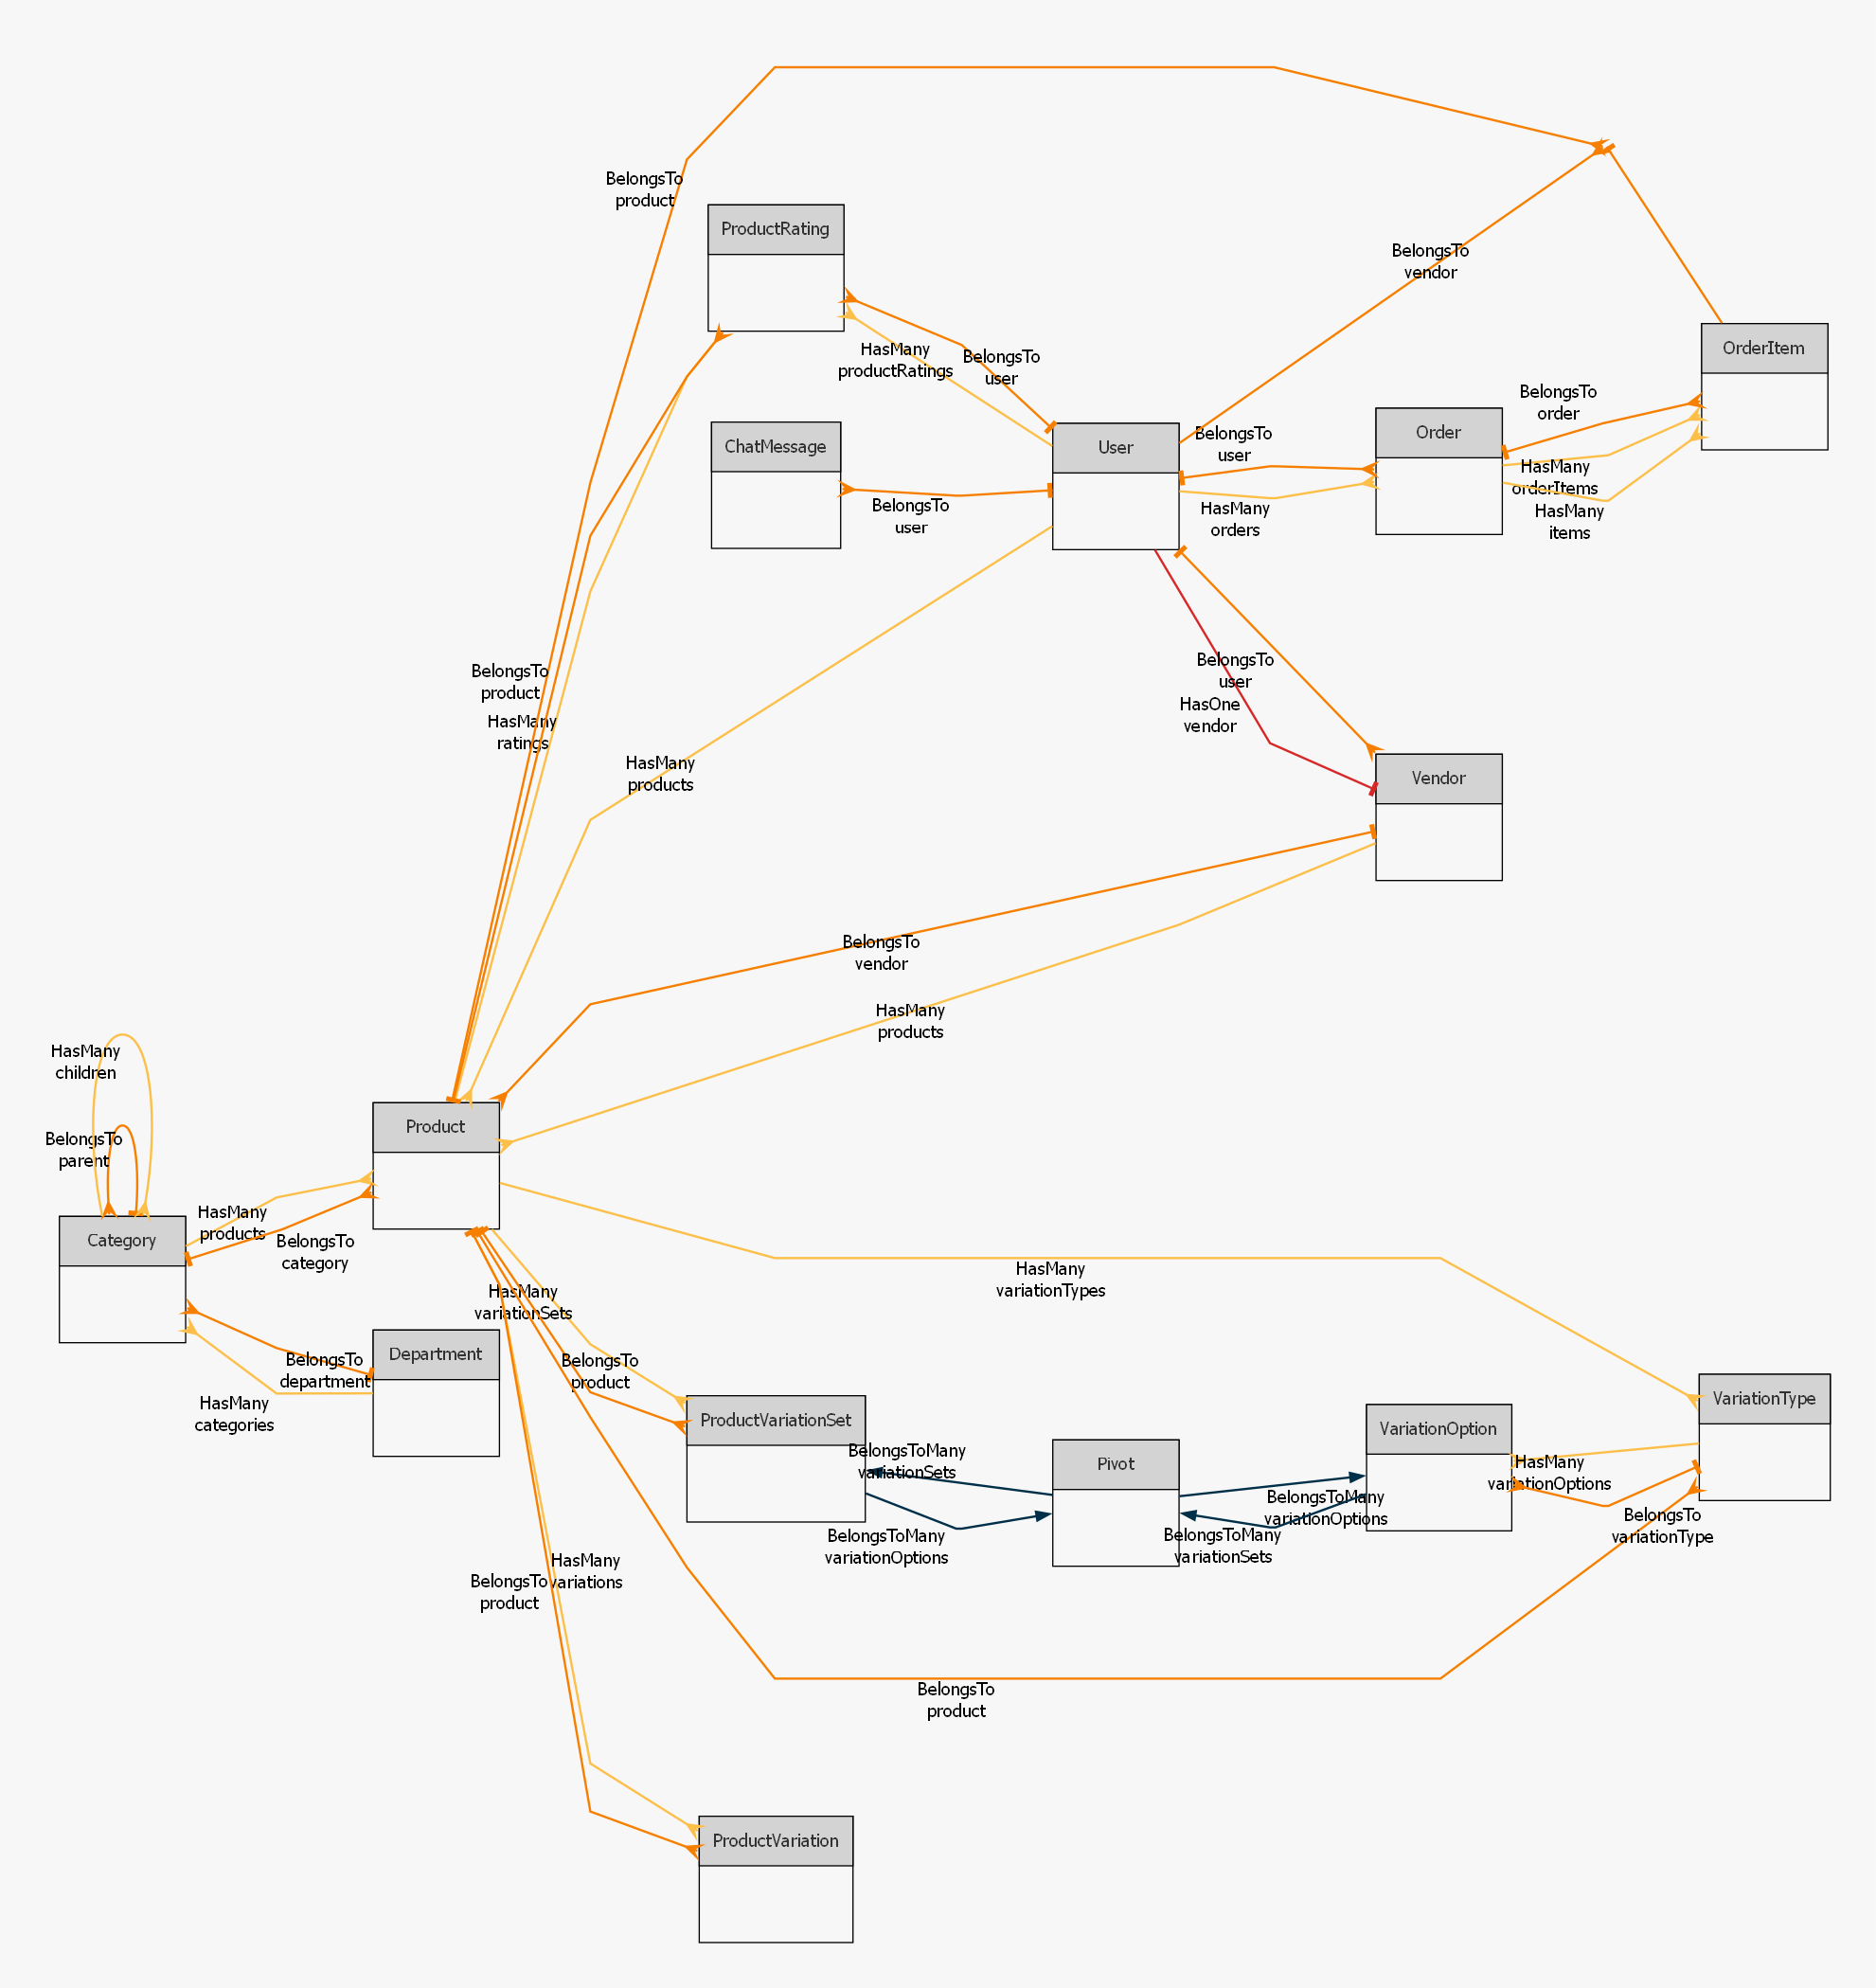 BelongsTo
product
ProductRating
BelongsTo
vendor
OrderItem
HasMany
productRatings
BelongsTo
user
BelongsTo
order
ChatMessage
User
BelongsTo
user
Order
HasMany
orderItems
BelongsTo
user
HasMany
orders
HasMany
items
BelongsTo
user
HasOne
vendor
BelongsTo
product
HasMany
ratings
HasMany
products
Vendor
BelongsTo
vendor
HasMany
products
HasMany
children
BelongsTo
parent
Product
HasMany
products
Category
BelongsTo
category
HasMany
variationTypes
HasMany
variationSets
BelongsTo
department
Department
BelongsTo
product
HasMany
categories
ProductVariationSet
VariationOption
VariationType
BelongsToMany
variationSets
Pivot
HasMany
variationOptions
BelongsToMany
variationOptions
BelongsTo
variationType
BelongsToMany
variationOptions
BelongsToMany
variationSets
HasMany
variations
BelongsTo
product
BelongsTo
product
ProductVariation